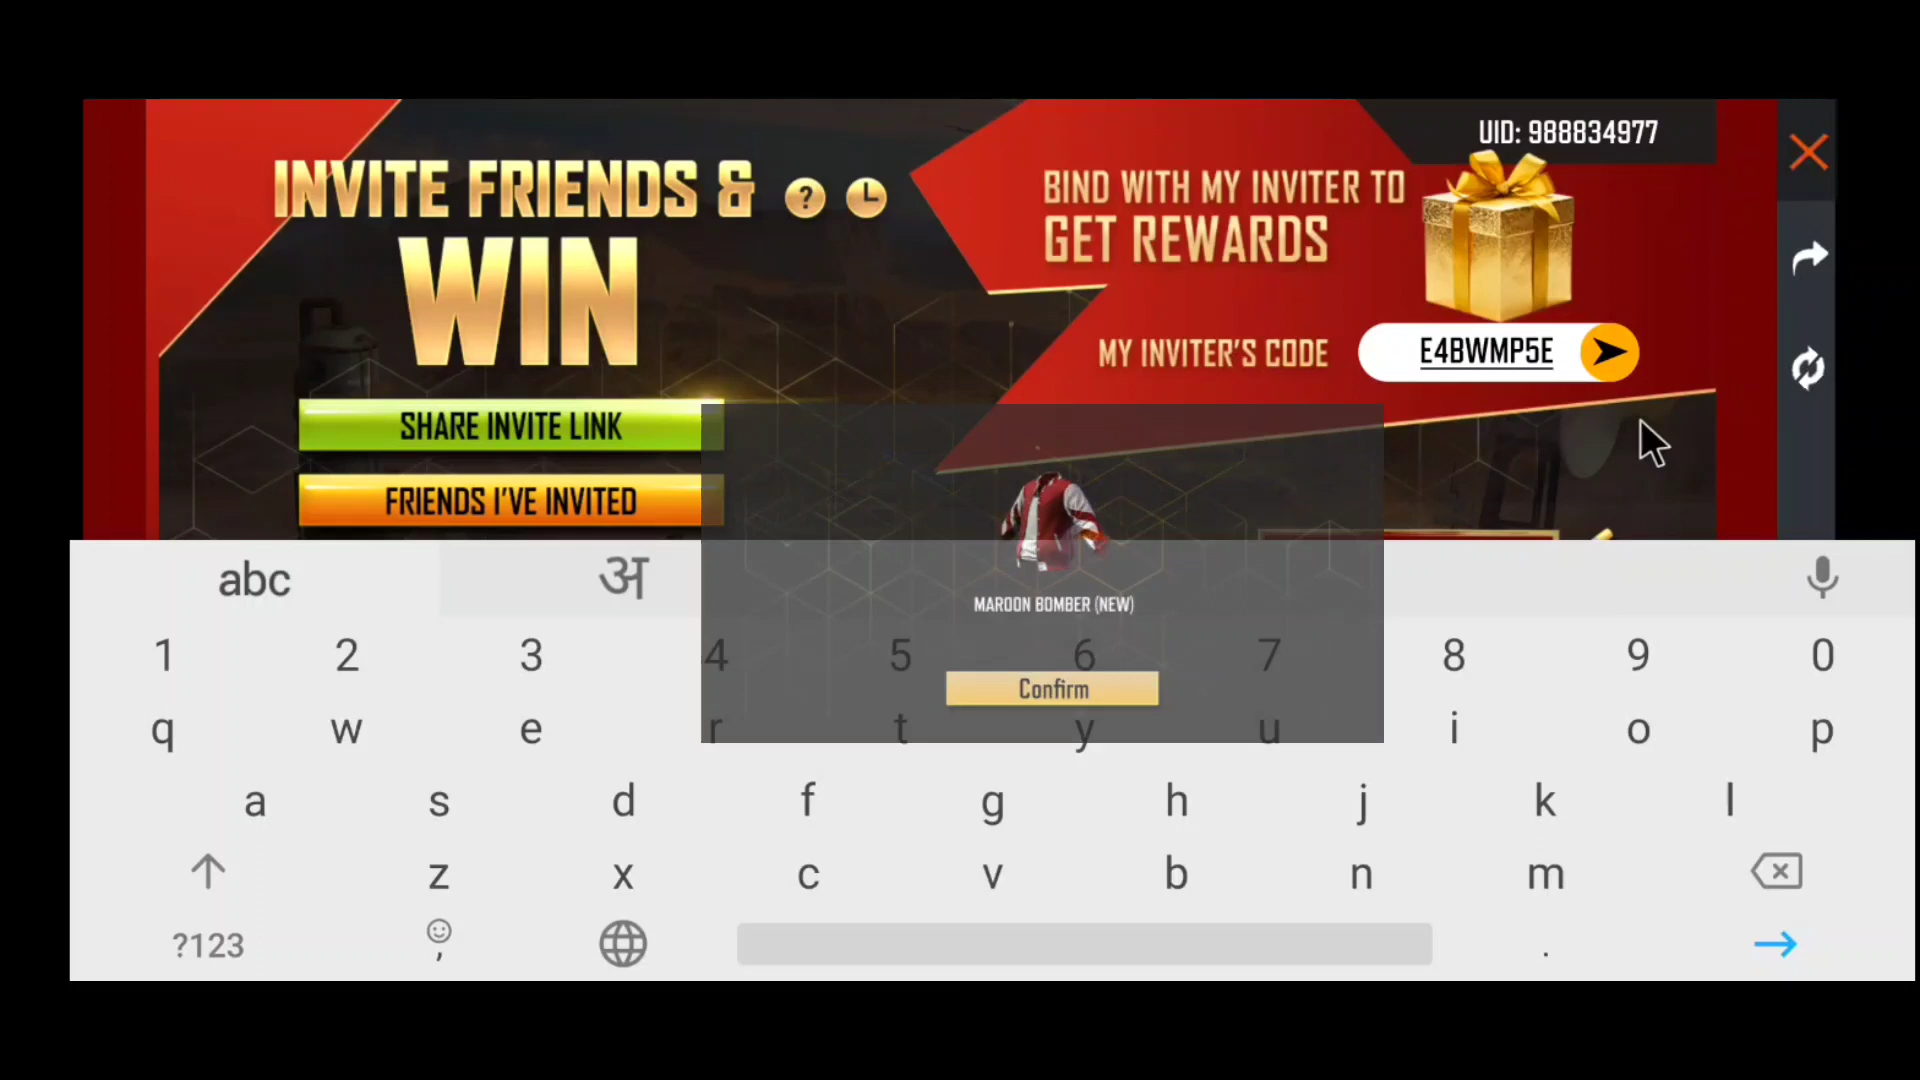 UID: 988834977
INVITE FRIENDS &
?
WIN
BIND WITH MY INVITER TO
GET REWARDS
MY INVITER'S CODE
E4BWMP5E
SHARE INVITE LINK
FRIENDS I'VE INVITED
MAROON BOMBER (NEW)
Confirm
abc
अ
1 2 3 4 5 6 7 8 9 0
q w e r t y u i o p
a s d f g h j k l
z x c v b n m
?123 , .